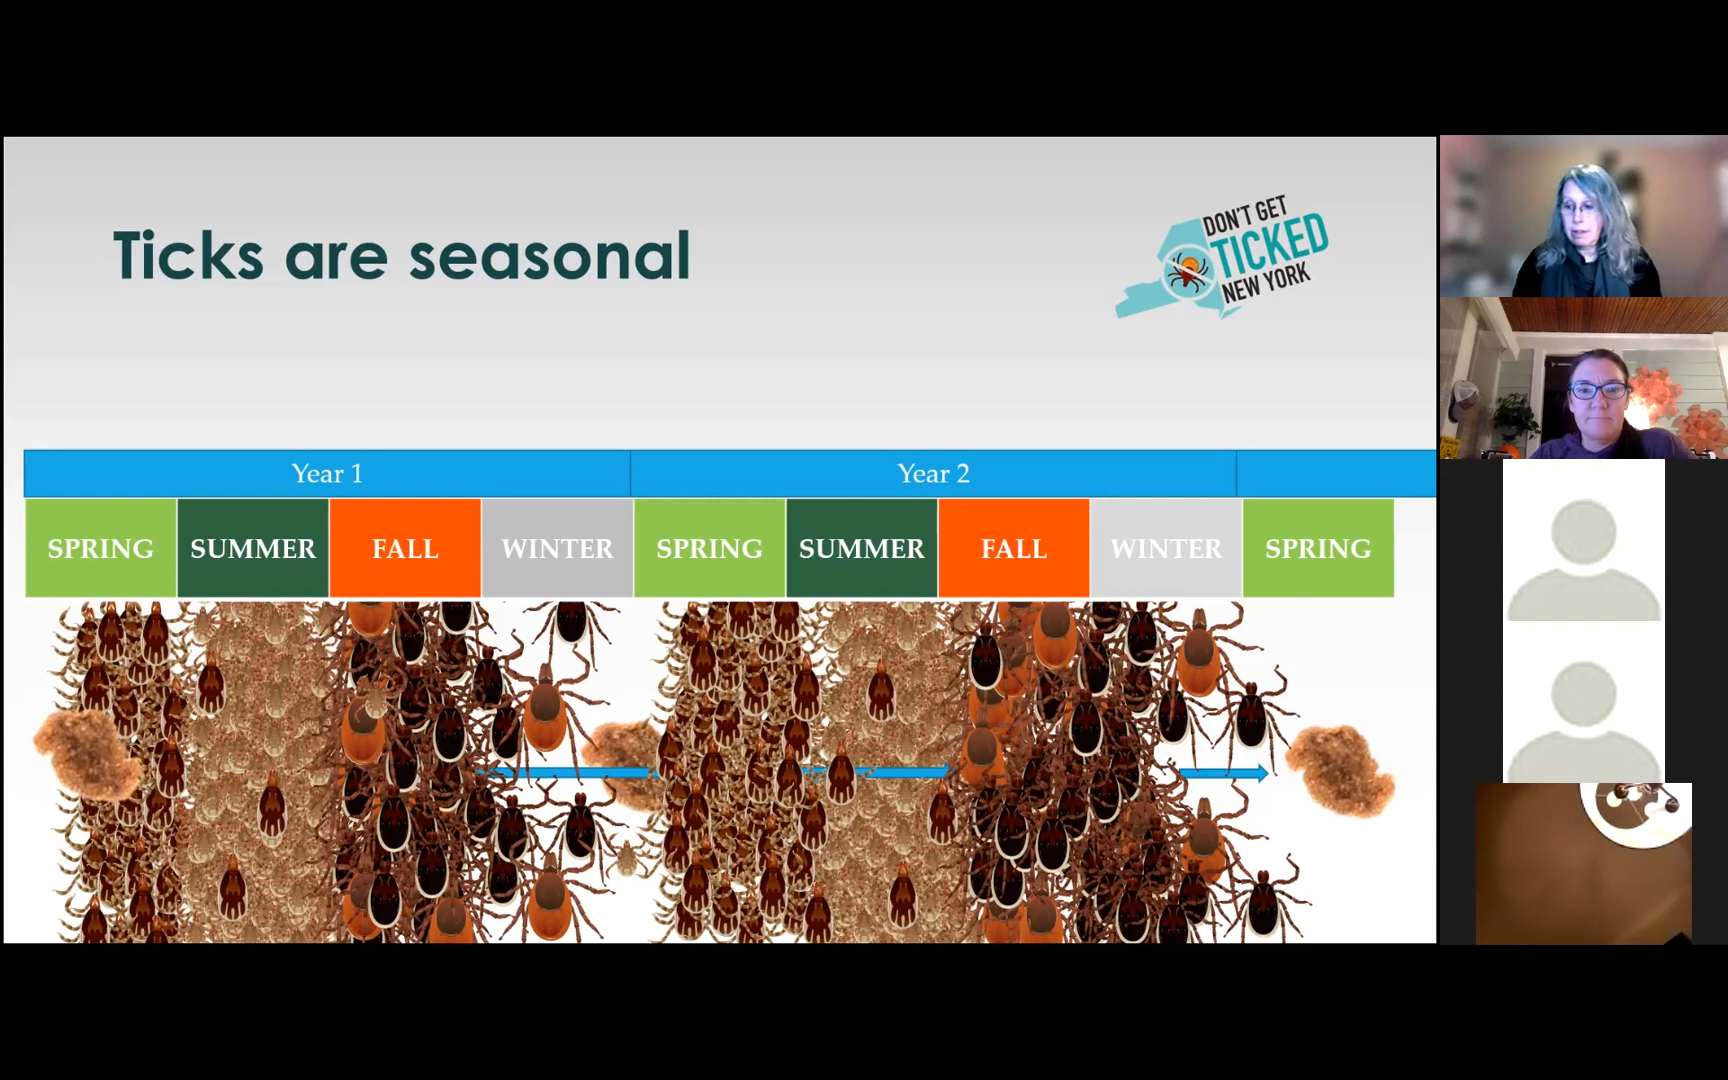 Ticks are seasonal
DON'T GET
TICKED
NEW YORK
Year 1
Year 2
SPRING
SUMMER
FALL
WINTER
SPRING
SUMMER
FALL
WINTER
SPRING